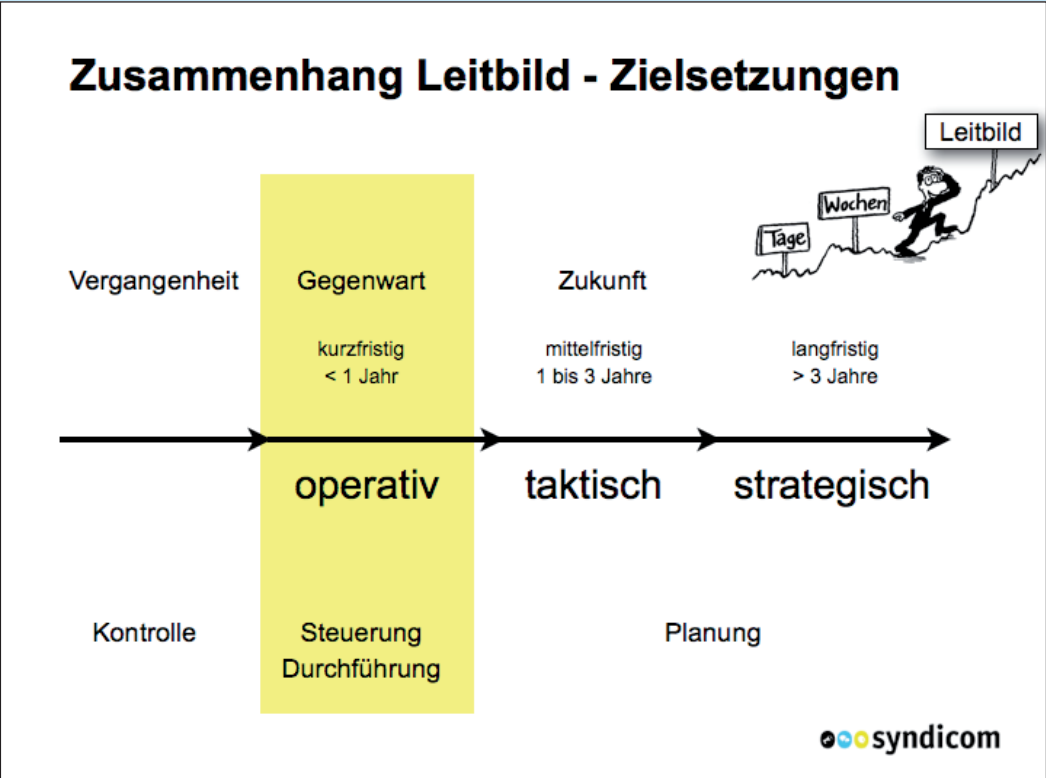 Zusammenhang Leitbild - Zielsetzungen
Leitbild
Wochen
Tage
Vergangenheit
Gegenwart
Zukunft
kurzfristig
< 1 Jahr
mittelfristig
1 bis 3 Jahre
langfristig
> 3 Jahre
operativ
taktisch
strategisch
Kontrolle
Steuerung
Durchführung
Planung
syndicom